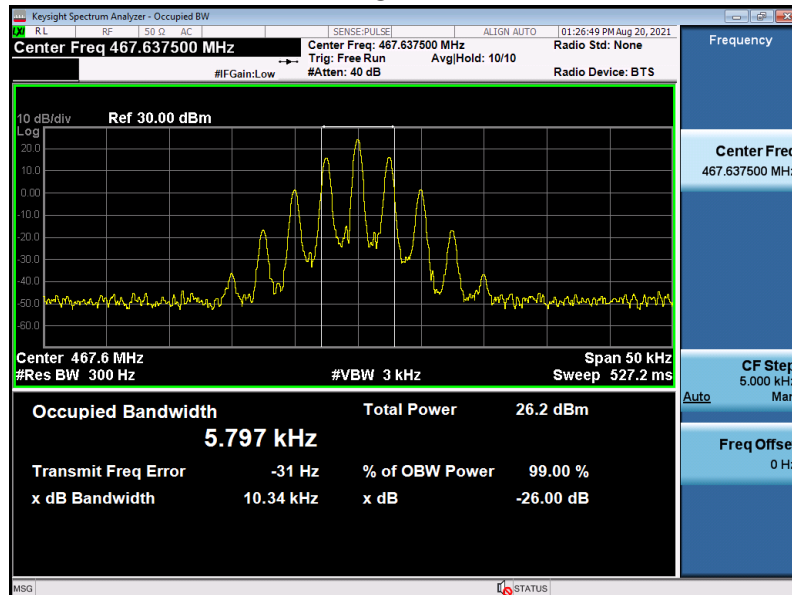 Keysight Spectrum Analyzer - Occupied BW
LXI RL RF 50 Ω AC SENSE:PULSE ALIGN AUTO 01:26:49 PM Aug 20, 2021
Center Freq 467.637500 MHz Center Freq: 467.637500 MHz Radio Std: None
Trig: Free Run Avg|Hold: 10/10
#IFGain:Low #Atten: 40 dB Radio Device: BTS
10 dB/div Ref 30.00 dBm
Log
20.0
10.0
0.00
-10.0
-20.0
-30.0
-40.0
-50.0
-60.0
Center 467.6 MHz Span 50 kHz
#Res BW 300 Hz #VBW 3 kHz Sweep 527.2 ms
Occupied Bandwidth Total Power 26.2 dBm
5.797 kHz
Transmit Freq Error -31 Hz % of OBW Power 99.00 %
x dB Bandwidth 10.34 kHz x dB -26.00 dB
MSG STATUS
Frequency
Center Freq
467.637500 MHz
CF Step
5.000 kHz
Auto Man
Freq Offse
0 Hz